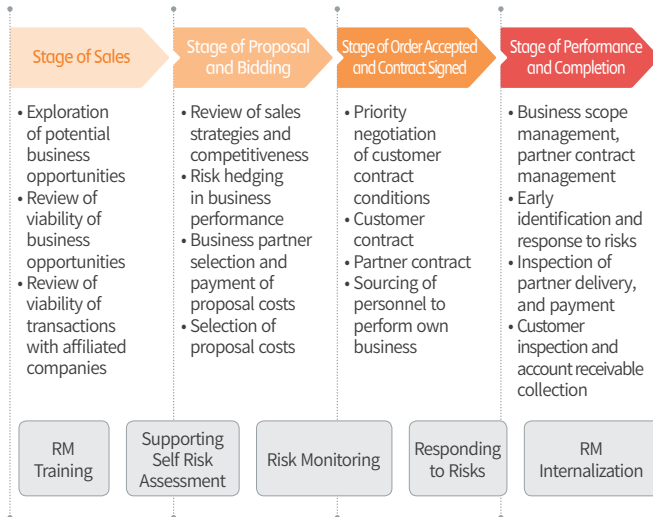 Stage of Sales
Stage of Proposal
and Bidding
Stage of Order Accepted
and Contract Signed
Stage of Performance
and Completion
• Exploration
of potential
business
opportunities
• Review of
viability of
business
opportunities
• Review of
viability of
transactions
with affiliated
companies
• Review of sales
strategies and
competitiveness
• Risk hedging
in business
performance
• Business partner
selection and
payment of
proposal costs
• Selection of
proposal costs
• Priority
negotiation
of customer
contract
conditions
• Customer
contract
• Partner contract
• Sourcing of
personnel to
perform own
business
• Business scope
management,
partner contract
management
• Early
identification and
response to risks
• Inspection of
partner delivery,
and payment
• Customer
inspection and
account receivable
collection
RM
Training
Supporting
Self Risk
Assessment
Risk Monitoring
Responding
to Risks
RM
Internalization